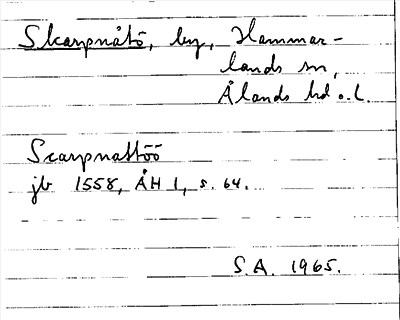 Skarpnåtö, by, Hammar-
lands sn,
Ålands hd o. l.
Scarpnattöö
jb 1558, ÅH 1, s. 64.
S.A. 1965.